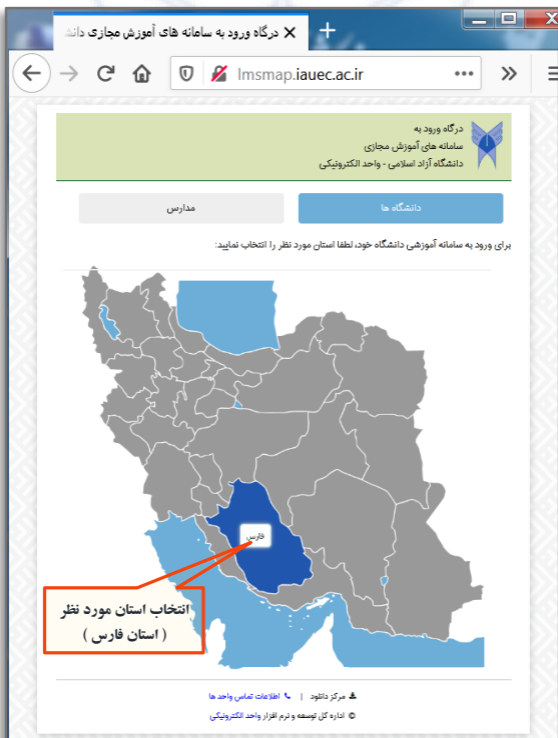 درگاه ورود به سامانه های آموزش مجازی دانش
lmsmap.iauec.ac.ir
درگاه ورود به
سامانه های آموزش مجازی
دانشگاه آزاد اسلامی - واحد الکترونیکی
دانشگاه ها
مدارس
برای ورود به سامانه آموزشی دانشگاه خود، لطفا استان مورد نظر را انتخاب نمایید:
فارس
انتخاب استان مورد نظر
( استان فارس )
مرکز دانلود | اطلاعات تماس واحد ها
© اداره کل توسعه و نرم افزار واحد الکترونیکی